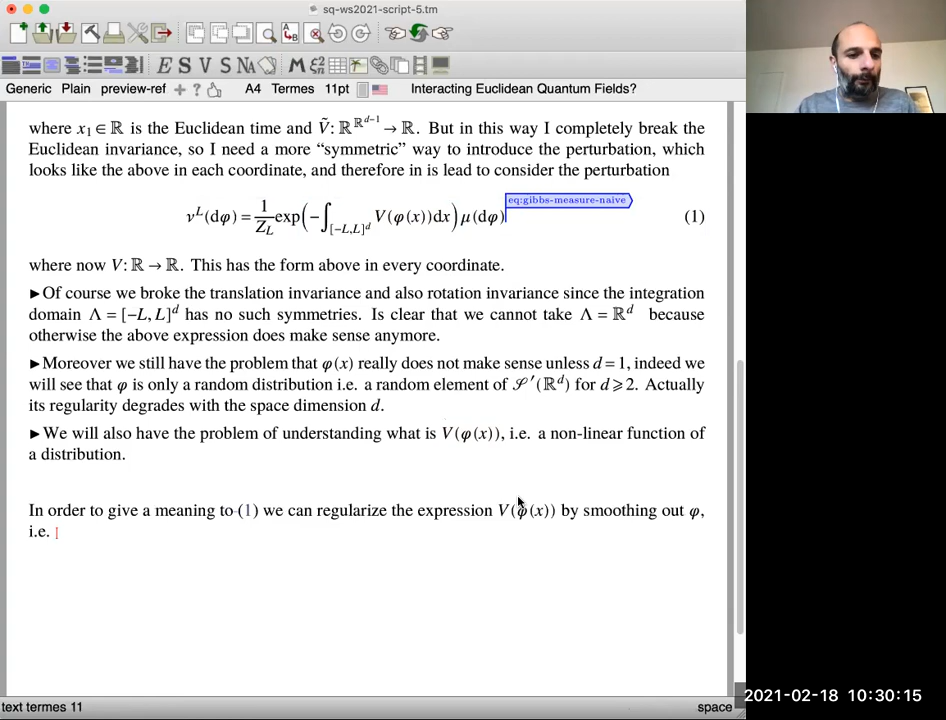 sq-ws2021-script-5.tm
E S V S NA M
Generic Plain preview-ref + ? A4 Termes 11pt Interacting Euclidean Quantum Fields?
where x₁ ∈ ℝ is the Euclidean time and Ṽ: ℝ^{ℝ^{d−1}} → ℝ. But in this way I completely break the
Euclidean invariance, so I need a more “symmetric” way to introduce the perturbation, which
looks like the above in each coordinate, and therefore in is lead to consider the perturbation
eq:gibbs-measure-naive
ν^L(dφ) = 1/Z_L exp(−∫_{[−L,L]^d} V(φ(x))dx) μ(dφ) (1)
where now V: ℝ → ℝ. This has the form above in every coordinate.
▶Of course we broke the translation invariance and also rotation invariance since the integration
domain Λ = [−L, L]^d has no such symmetries. Is clear that we cannot take Λ = ℝ^d because
otherwise the above expression does make sense anymore.
▶Moreover we still have the problem that φ(x) really does not make sense unless d = 1, indeed we
will see that φ is only a random distribution i.e. a random element of 𝒮′(ℝ^d) for d ⩾ 2. Actually
its regularity degrades with the space dimension d.
▶We will also have the problem of understanding what is V(φ(x)), i.e. a non-linear function of
a distribution.
In order to give a meaning to (1) we can regularize the expression V(φ(x)) by smoothing out φ,
i.e.
text termes 11 space
2021-02-18 10:30:15